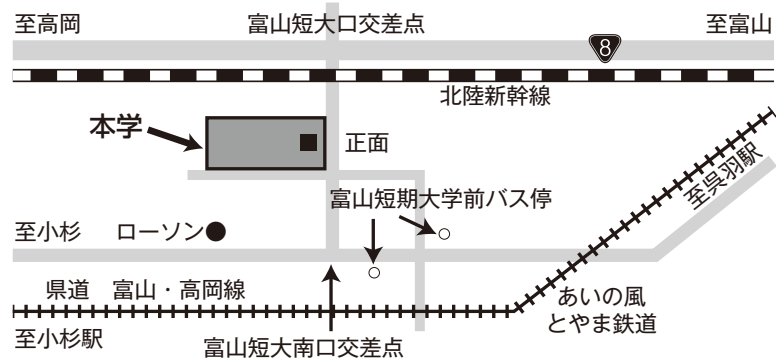 至高岡
富山短大口交差点
至富山
8
北陸新幹線
本学
正面
至呉羽駅
富山短期大学前バス停
至小杉
ローソン
県道 富山・高岡線
あいの風
とやま鉄道
至小杉駅
富山短大南口交差点